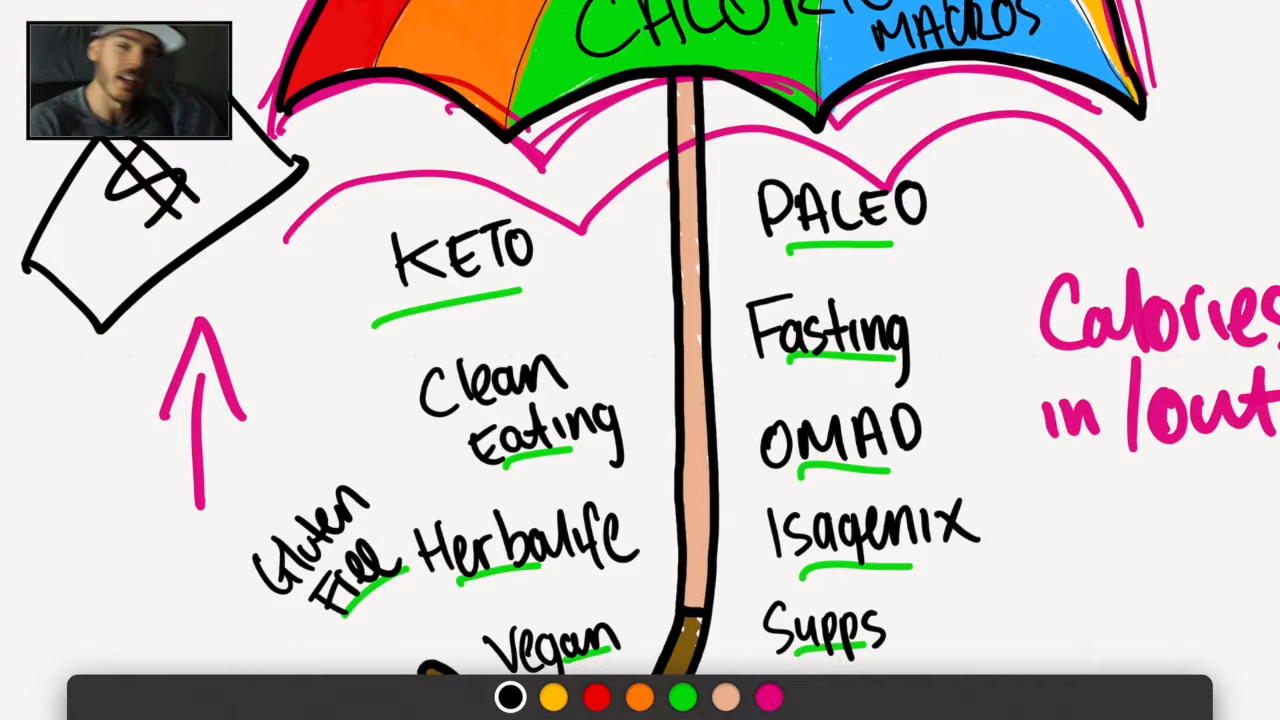 MACROS
$
KETO
Clean
Eating
Gluten
Free
Herbalife
Vegan
PALEO
Fasting
OMAD
Isagenix
Supps
Calories
in/out